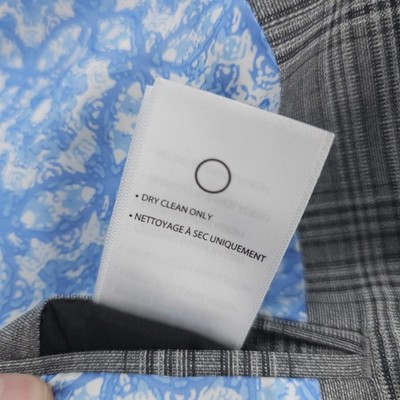 • DRY CLEAN ONLY
• NETTOYAGE À SEC UNIQUEMENT